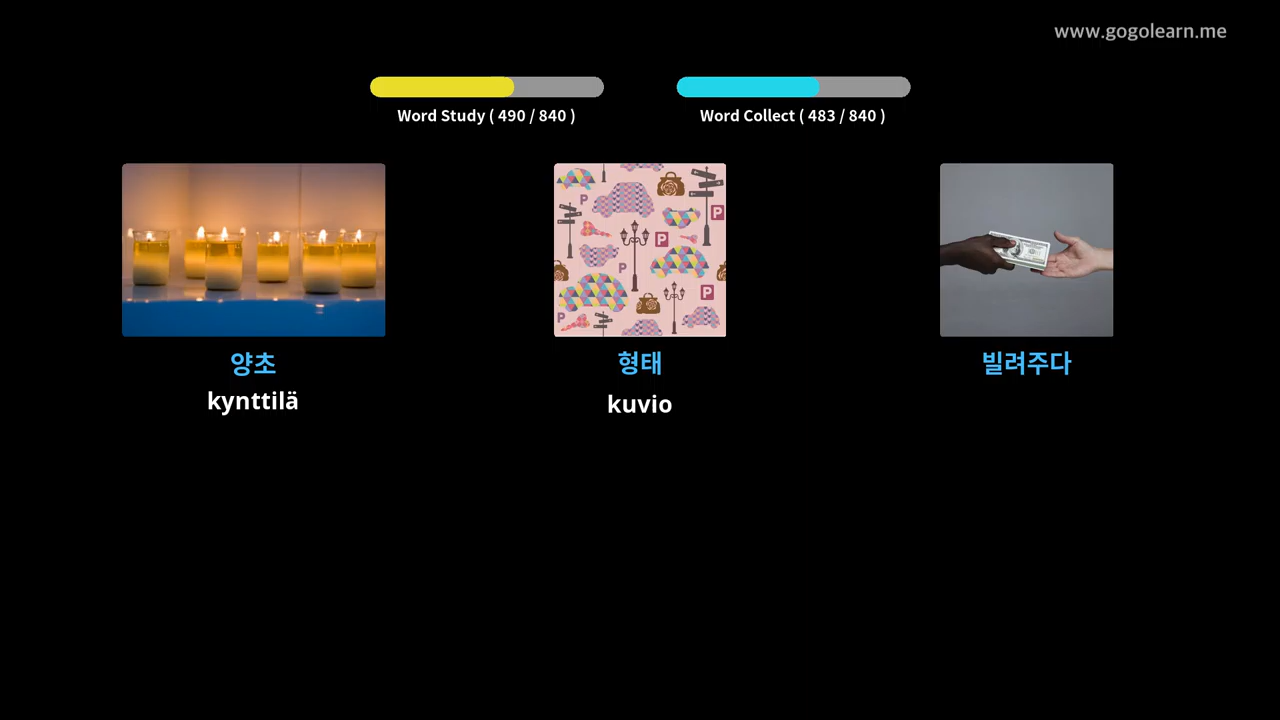 www.gogolearn.me
Word Study ( 490 / 840 )
Word Collect ( 483 / 840 )
P
P
P
P
P
P
양초
형태
빌려주다
kynttilä
kuvio